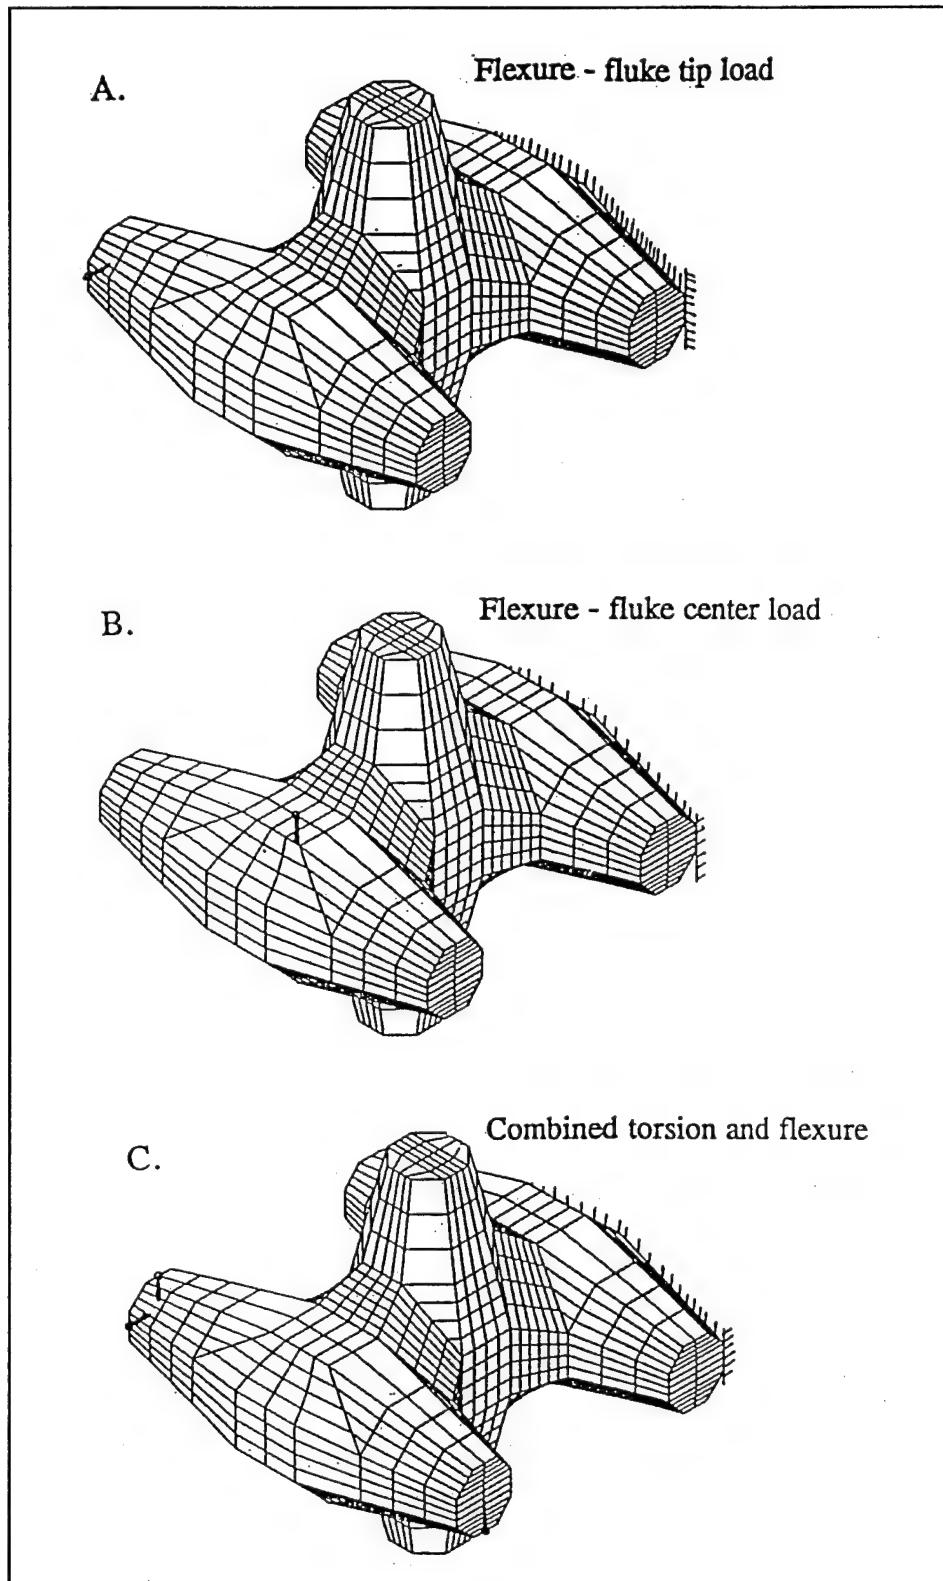 A.
Flexure - fluke tip load
B.
Flexure - fluke center load
C.
Combined torsion and flexure